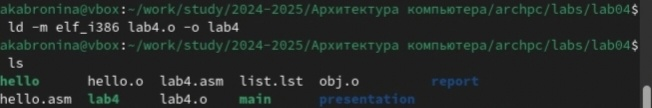 akabronina@vbox:~/work/study/2024-2025/Архитектура компьютера/archpc/labs/lab04$
ld -m elf_i386 lab4.o -o lab4
akabronina@vbox:~/work/study/2024-2025/Архитектура компьютера/archpc/labs/lab04$
ls
hello hello.o lab4.asm list.lst obj.o report
hello.asm lab4 lab4.o main presentation